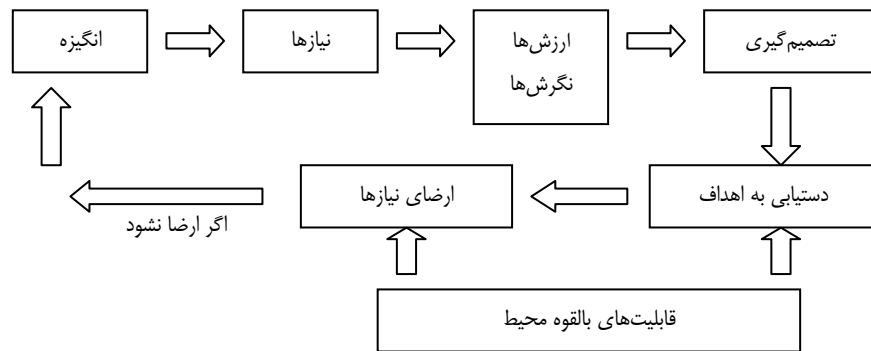 انگیزه
نیازها
ارزش‌ها
نگرش‌ها
تصمیم‌گیری
دستیابی به اهداف
ارضای نیازها
اگر ارضا نشود
قابلیت‌های بالقوه محیط